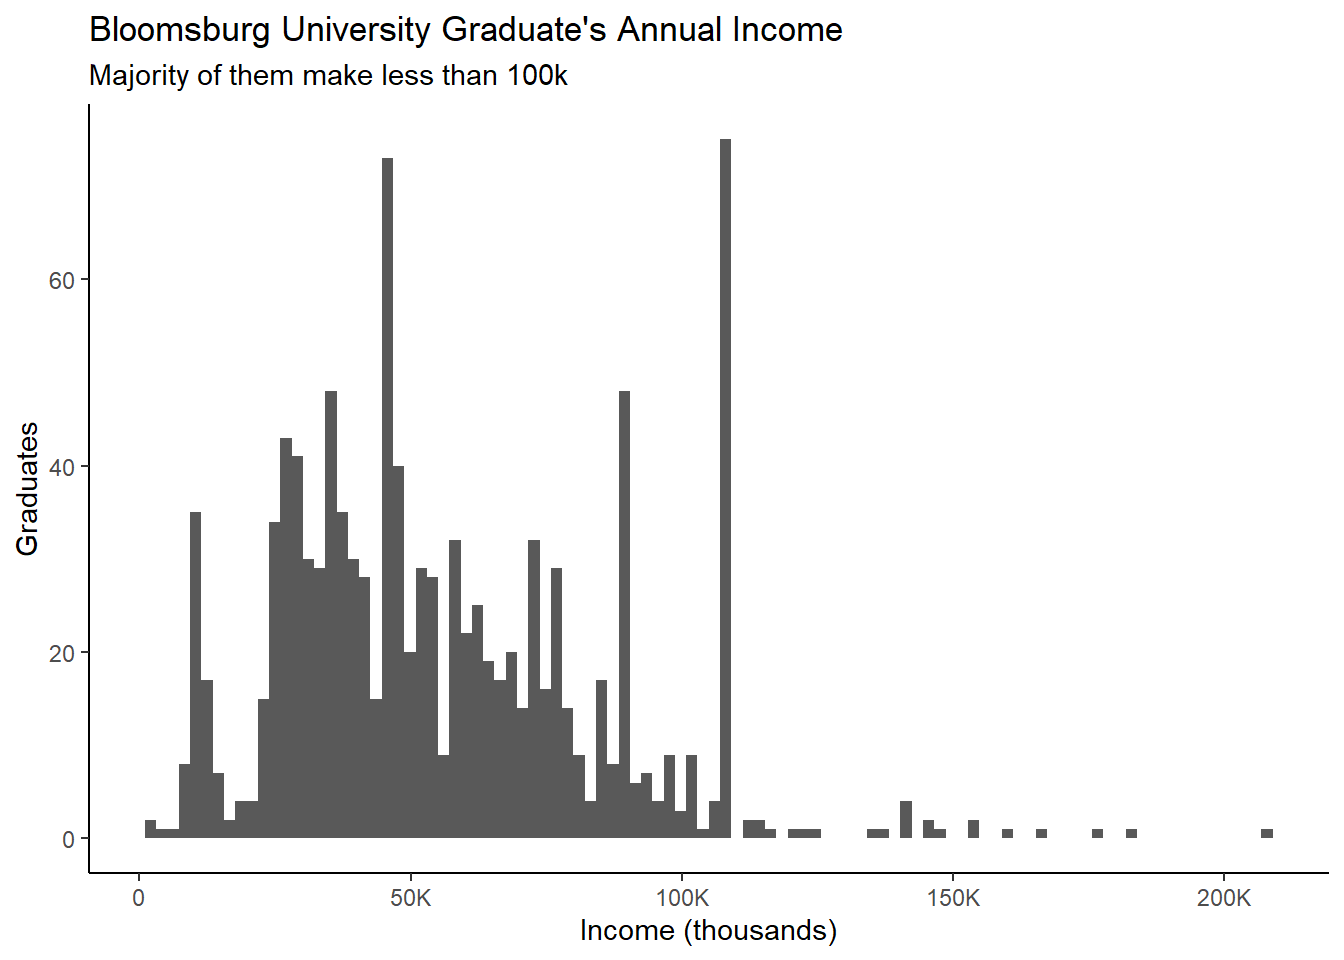 Bloomsburg University Graduate's Annual Income
Majority of them make less than 100k
60
40
20
0
Graduates
0 50K 100K 150K 200K
Income (thousands)